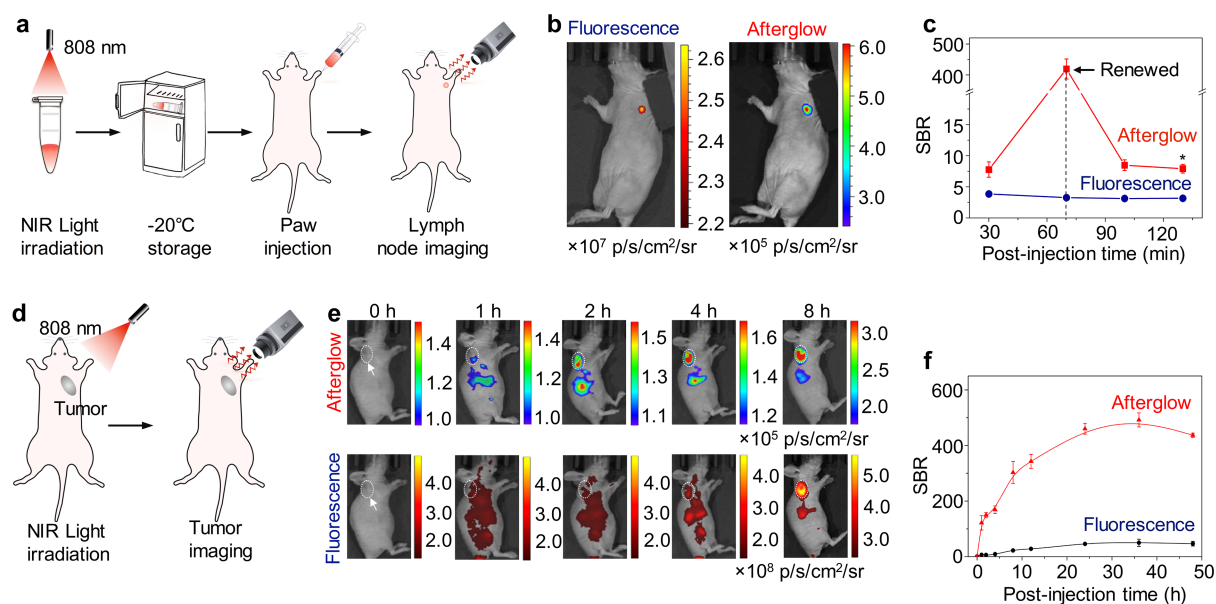 a
808 nm
NIR Light
irradiation
-20°C
storage
Paw
injection
Lymph
node imaging
b
Fluorescence
Afterglow
2.6
2.5
2.4
2.3
2.2
×10⁷ p/s/cm²/sr
6.0
5.0
4.0
3.0
×10⁵ p/s/cm²/sr
c
SBR
500
400
15
10
5
0
Renewed
Afterglow
*
Fluorescence
30
60
90
120
Post-injection time (min)
d
808 nm
Tumor
NIR Light
irradiation
Tumor
imaging
e
0 h
1 h
2 h
4 h
8 h
Afterglow
1.4
1.2
1.0
1.4
1.2
1.0
1.5
1.3
1.1
1.6
1.4
1.2
3.0
2.5
2.0
×10⁵ p/s/cm²/sr
Fluorescence
4.0
3.0
2.0
4.0
3.0
2.0
4.0
3.0
2.0
4.0
3.0
2.0
5.0
4.0
3.0
2.0
×10⁸ p/s/cm²/sr
f
SBR
600
400
200
0
Afterglow
Fluorescence
0
10
20
30
40
50
Post-injection time (h)